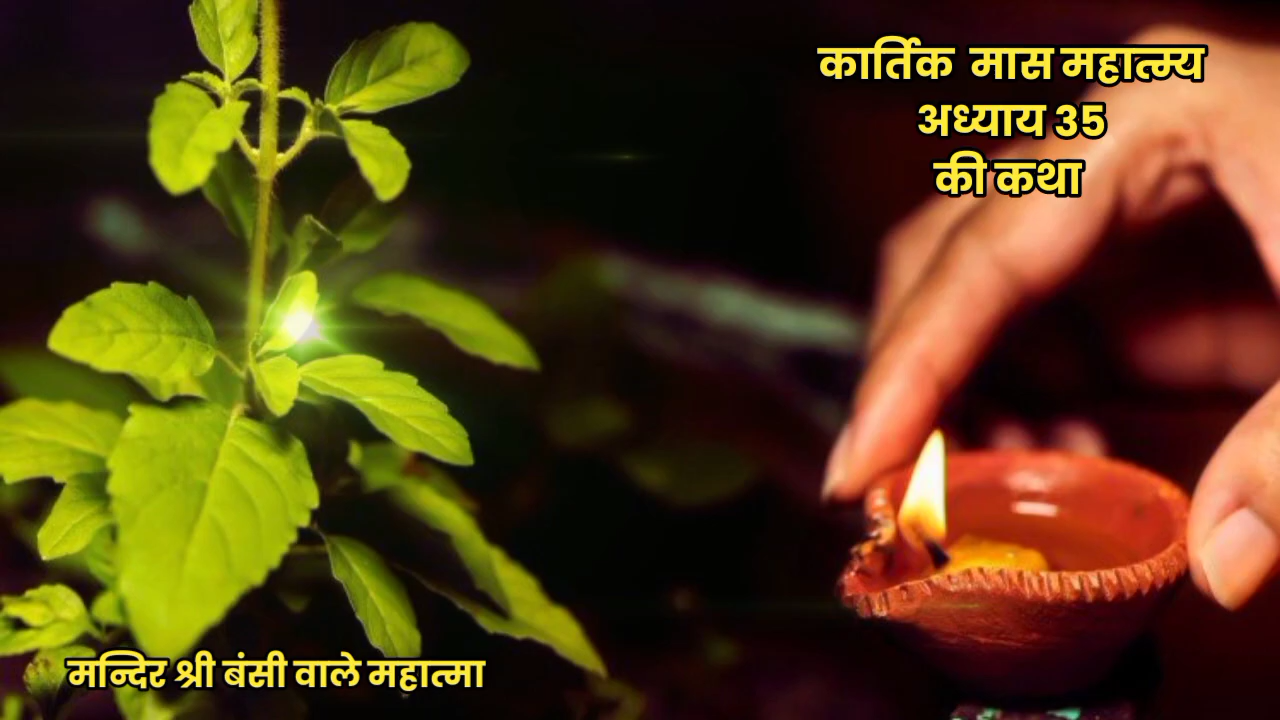 कार्तिक मास महात्म्य
अध्याय 35
की कथा
मन्दिर श्री बंसी वाले महात्मा